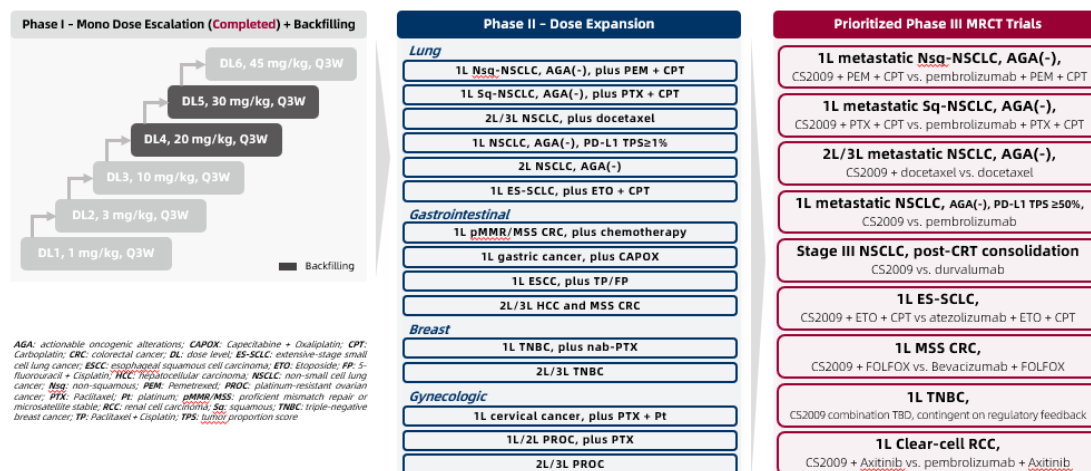 Phase I – Mono Dose Escalation (Completed) + Backfilling
DL6, 45 mg/kg, Q3W
DL5, 30 mg/kg, Q3W
DL4, 20 mg/kg, Q3W
DL3, 10 mg/kg, Q3W
DL2, 3 mg/kg, Q3W
DL1, 1 mg/kg, Q3W
Backfilling
AGA: actionable oncogenic alterations; CAPOX: Capecitabine + Oxaliplatin; CPT:
Carboplatin; CRC: colorectal cancer; DL: dose level; ES-SCLC: extensive-stage small
cell lung cancer; ESCC: esophageal squamous cell carcinoma; ETO: Etoposide; FP: 5-
fluorouracil + Cisplatin; HCC: hepatocellular carcinoma; NSCLC: non-small cell lung
cancer; Nsq: non-squamous; PEM: Pemetrexed; PROC: platinum-resistant ovarian
cancer; PTX: Paclitaxel; Pt: platinum; pMMR/MSS: proficient mismatch repair or
microsatellite stable; RCC: renal cell carcinoma; Sq: squamous; TNBC: triple-negative
breast cancer; TP: Paclitaxel + Cisplatin; TPS: tumor proportion score
Phase II – Dose Expansion
Lung
1L Nsq-NSCLC, AGA(-), plus PEM + CPT
1L Sq-NSCLC, AGA(-), plus PTX + CPT
2L/3L NSCLC, plus docetaxel
1L NSCLC, AGA(-), PD-L1 TPS≥1%
2L NSCLC, AGA(-)
1L ES-SCLC, plus ETO + CPT
Gastrointestinal
1L pMMR/MSS CRC, plus chemotherapy
1L gastric cancer, plus CAPOX
1L ESCC, plus TP/FP
2L/3L HCC and MSS CRC
Breast
1L TNBC, plus nab-PTX
2L/3L TNBC
Gynecologic
1L cervical cancer, plus PTX + Pt
1L/2L PROC, plus PTX
2L/3L PROC
Prioritized Phase III MRCT Trials
1L metastatic Nsq-NSCLC, AGA(-),
CS2009 + PEM + CPT vs. pembrolizumab + PEM + CPT
1L metastatic Sq-NSCLC, AGA(-),
CS2009 + PTX + CPT vs. pembrolizumab + PTX + CPT
2L/3L metastatic NSCLC, AGA(-),
CS2009 + docetaxel vs. docetaxel
1L metastatic NSCLC, AGA(-), PD-L1 TPS ≥50%,
CS2009 vs. pembrolizumab
Stage III NSCLC, post-CRT consolidation
CS2009 vs. durvalumab
1L ES-SCLC,
CS2009 + ETO + CPT vs atezolizumab + ETO + CPT
1L MSS CRC,
CS2009 + FOLFOX vs. Bevacizumab + FOLFOX
1L TNBC,
CS2009 combination TBD, contingent on regulatory feedback
1L Clear-cell RCC,
CS2009 + Axitinib vs. pembrolizumab + Axitinib